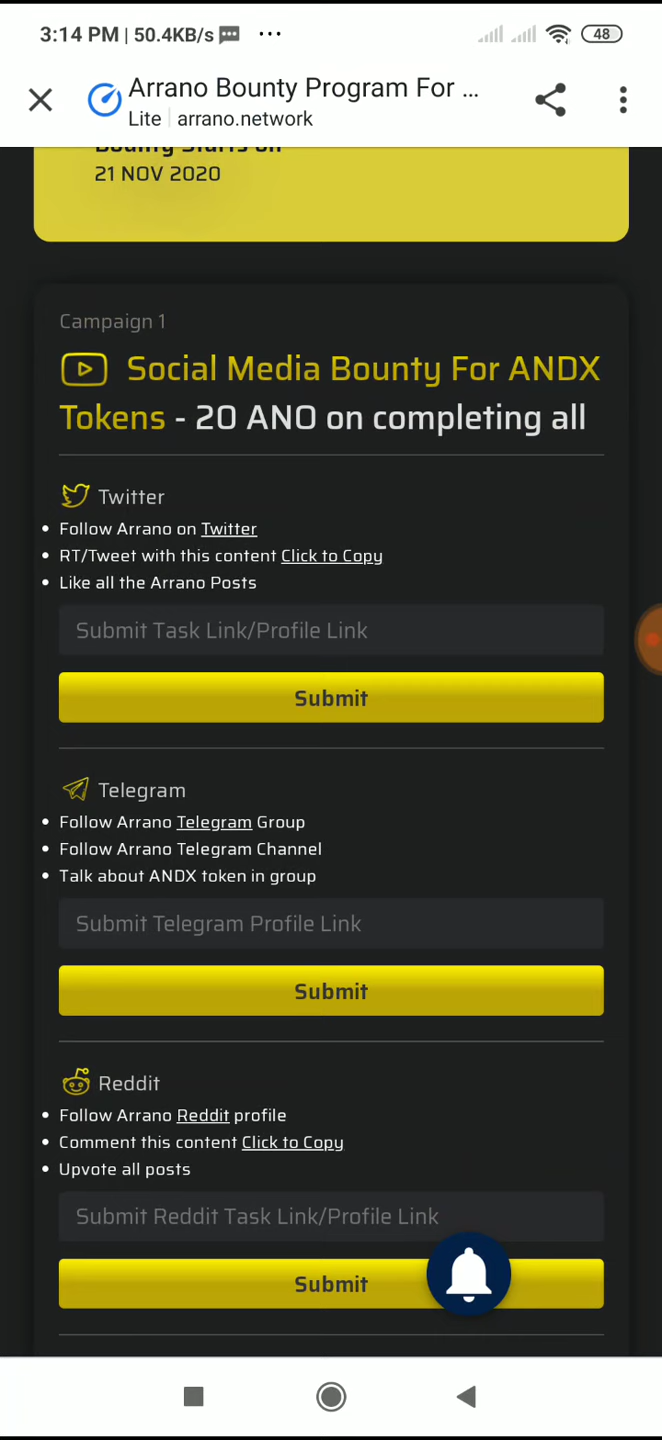 3:14 PM | 50.4KB/s
48
Arrano Bounty Program For ...
Lite | arrano.network
Bounty Starts on
21 NOV 2020
Campaign 1
Social Media Bounty For ANDX
Tokens - 20 ANO on completing all
Twitter
Follow Arrano on Twitter
RT/Tweet with this content Click to Copy
Like all the Arrano Posts
Submit Task Link/Profile Link
Submit
Telegram
Follow Arrano Telegram Group
Follow Arrano Telegram Channel
Talk about ANDX token in group
Submit Telegram Profile Link
Submit
Reddit
Follow Arrano Reddit profile
Comment this content Click to Copy
Upvote all posts
Submit Reddit Task Link/Profile Link
Submit